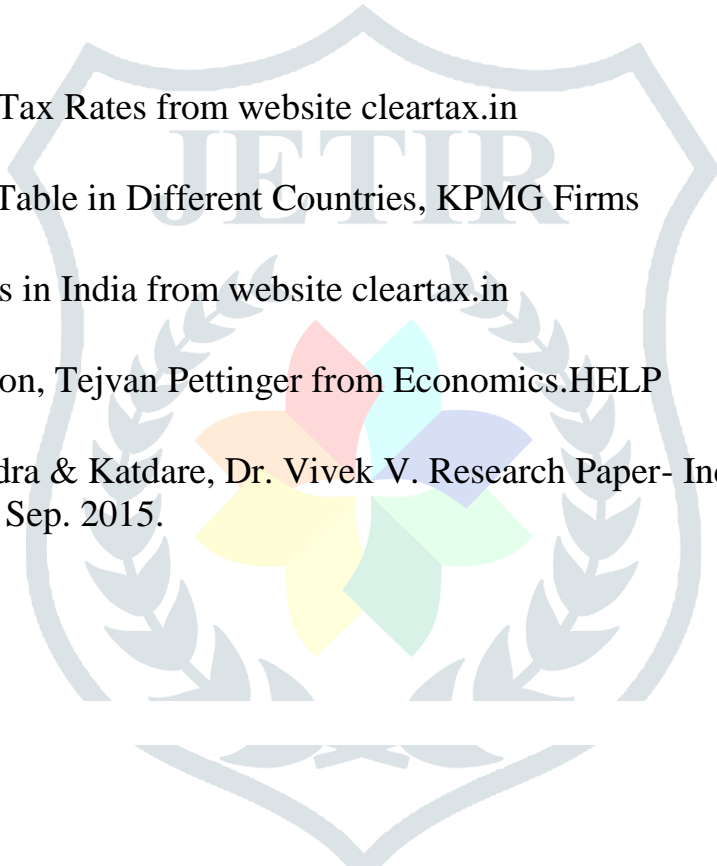 JETIR
Tax Rates from website cleartax.in
Table in Different Countries, KPMG Firms
s in India from website cleartax.in
on, Tejvan Pettinger from Economics.HELP
dra & Katdare, Dr. Vivek V. Research Paper- Inc
Sep. 2015.